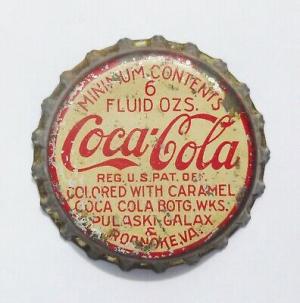 MINIMUM CONTENTS
6
FLUID OZS.
Coca-Cola
REG. U.S. PAT. OFF.
COLORED WITH CARAMEL
COCA COLA BOTG. WKS.
PULASKI-GALAX
&
ROANOKE, VA.